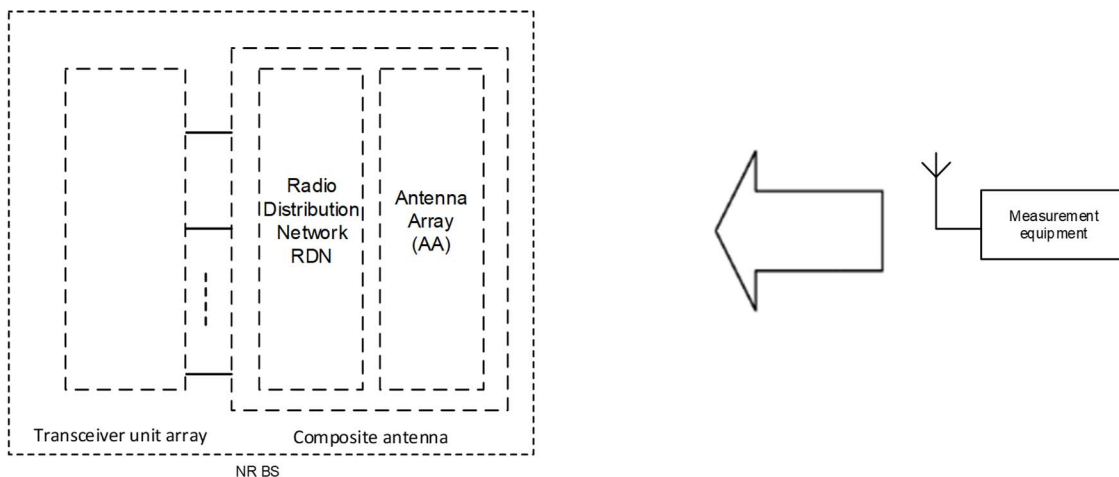 Radio
Distribution
Network
RDN
Antenna
Array
(AA)
Measurement
equipment
Transceiver unit array
Composite antenna
NR BS